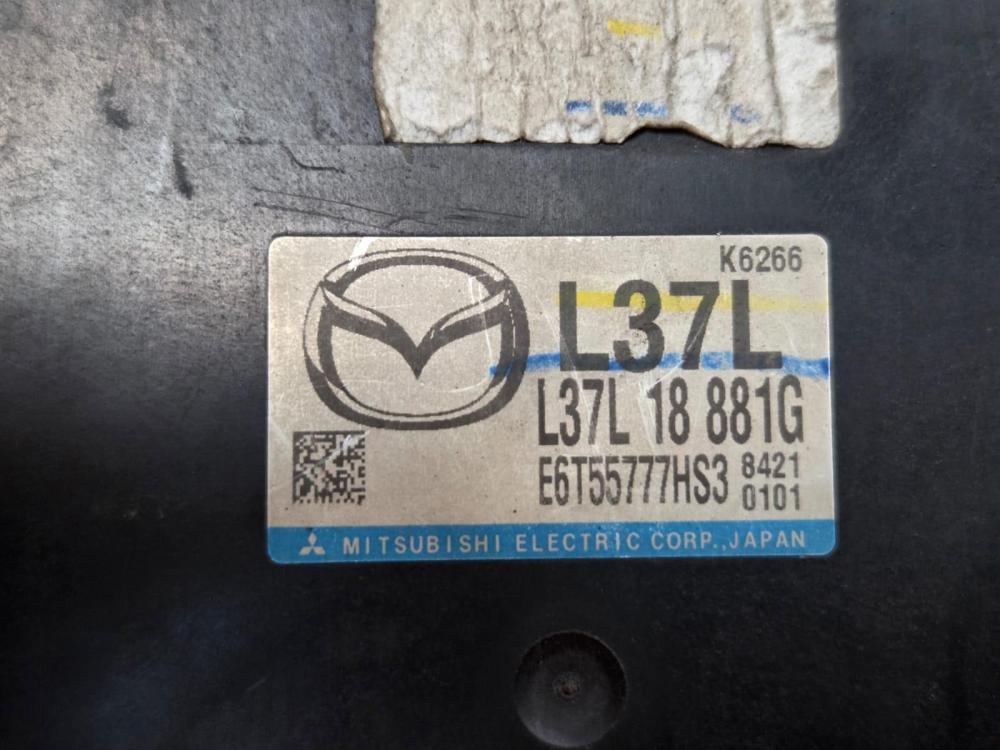 K6266
L37L
L37L 18 881G
E6T55777HS3 8421
0101
MITSUBISHI ELECTRIC CORP.,JAPAN